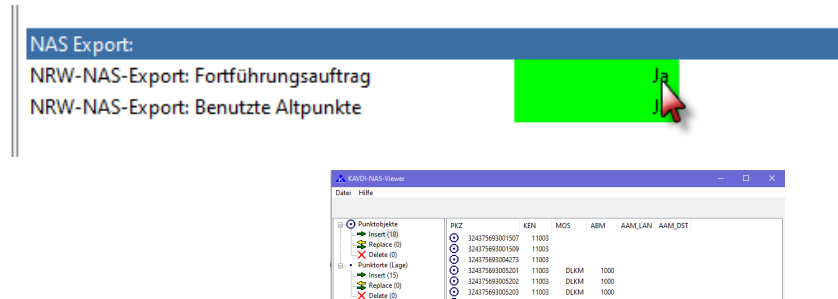 NAS Export:
NRW-NAS-Export: Fortführungsauftrag Ja
NRW-NAS-Export: Benutzte Altpunkte
KAVDI-NAS-Viewer
Datei Hilfe
Punktobjekte
Insert (18)
Replace (0)
Delete (0)
Punktorte (Lage)
Insert (15)
Replace (0)
Delete (0)
PKZ KEN MOS ABM AAM_LAN AAM_DST
324375693001507 11003
324375693001509 11003
324375693004273 11003
324375693005201 11003 DLKM 1000
324375693005202 11003 DLKM 1000
324375693005203 11003 DLKM 1000